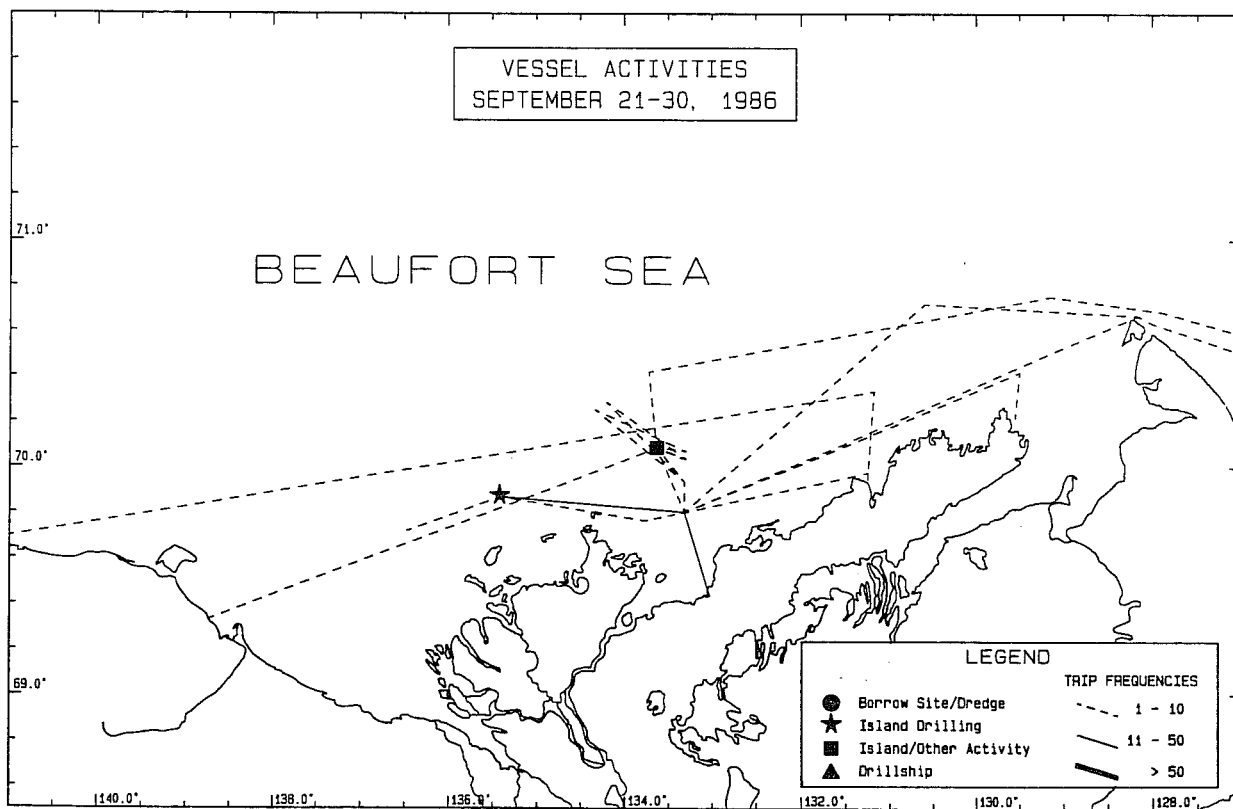 VESSEL ACTIVITIES
SEPTEMBER 21-30, 1986
71.0°
BEAUFORT SEA
70.0°
69.0°
LEGEND
TRIP FREQUENCIES
Borrow Site/Dredge
1 - 10
Island Drilling
11 - 50
Island/Other Activity
> 50
Drillship
140.0° 138.0° 136.0° 134.0° 132.0° 130.0° 128.0°